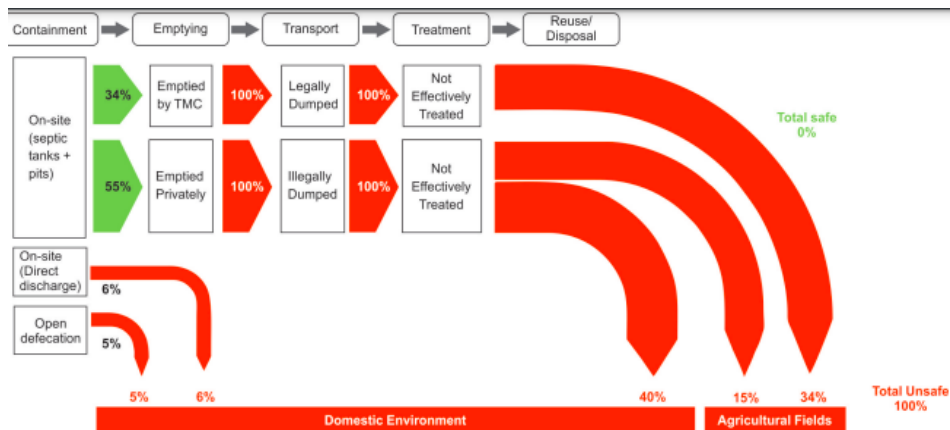 Containment
Emptying
Transport
Treatment
Reuse/
Disposal
On-site
(septic
tanks +
pits)
34%
Emptied
by TMC
100%
Legally
Dumped
100%
Not
Effectively
Treated
Total safe
0%
55%
Emptied
Privately
100%
Illegally
Dumped
100%
Not
Effectively
Treated
On-site
(Direct
discharge)
6%
Open
defecation
5%
5%
6%
40%
15%
34%
Total Unsafe
100%
Domestic Environment
Agricultural Fields